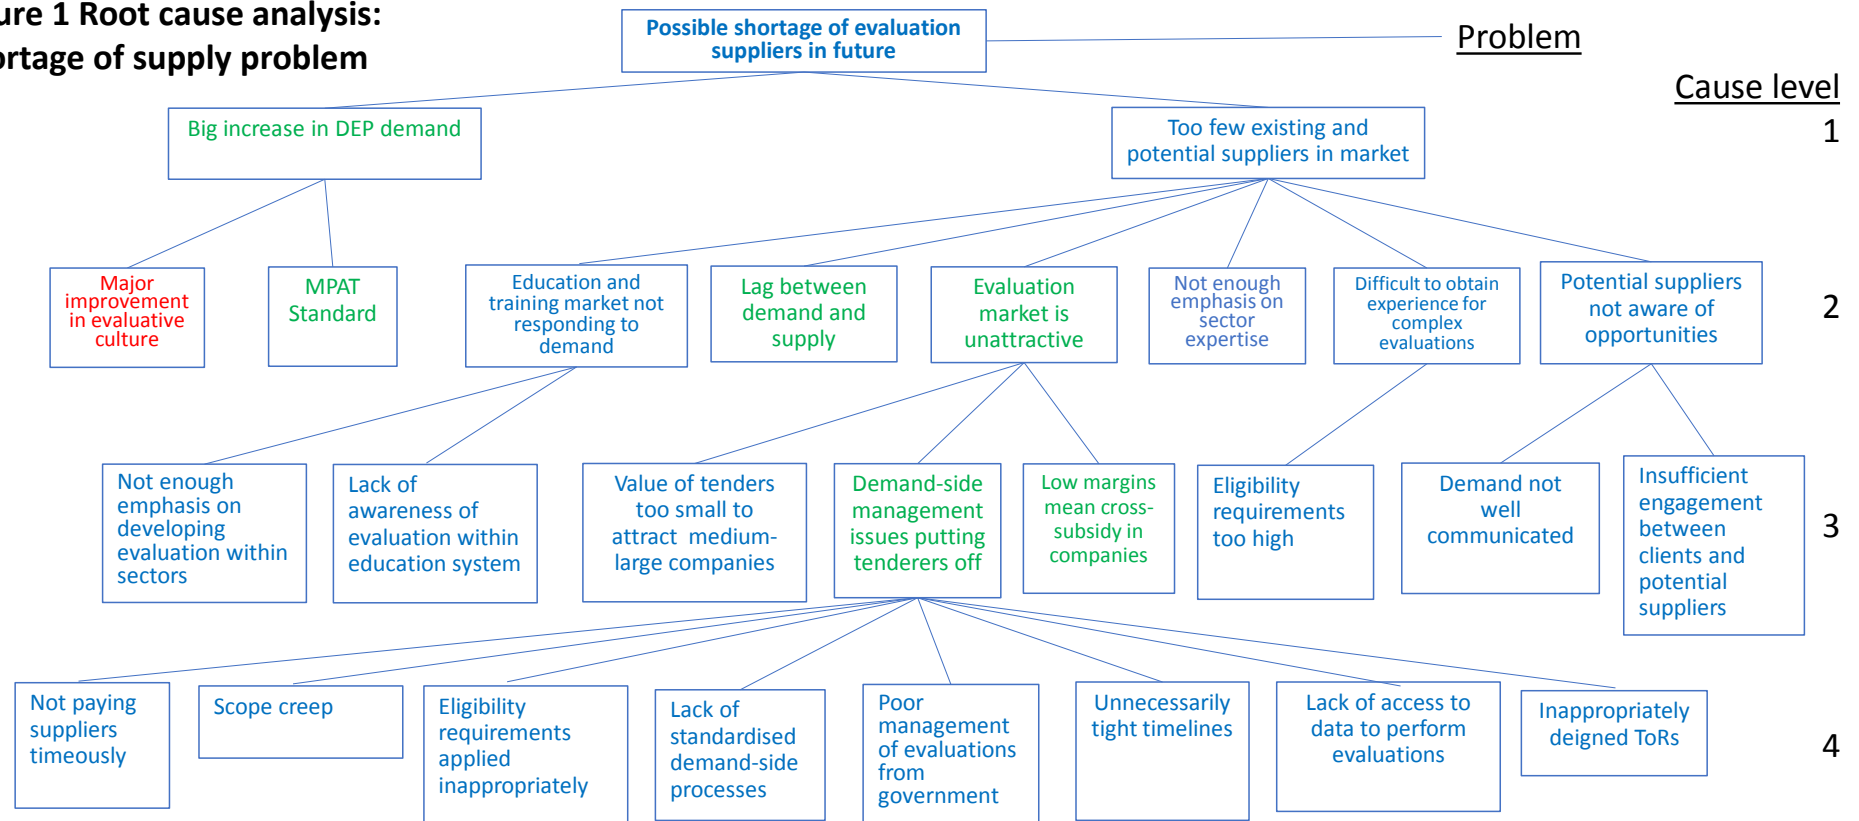 ure 1 Root cause analysis:
ortage of supply problem
Possible shortage of evaluation
suppliers in future
Problem
Cause level
Big increase in DEP demand
Too few existing and
potential suppliers in market
1
Major
improvement
in evaluative
culture
MPAT
Standard
Education and
training market not
responding to
demand
Lag between
demand and
supply
Evaluation
market is
unattractive
Not enough
emphasis on
sector
expertise
Difficult to obtain
experience for
complex
evaluations
Potential suppliers
not aware of
opportunities
2
Not enough
emphasis on
developing
evaluation within
sectors
Lack of
awareness of
evaluation within
education system
Value of tenders
too small to
attract medium-
large companies
Demand-side
management
issues putting
tenderers off
Low margins
mean cross-
subsidy in
companies
Eligibility
requirements
too high
Demand not
well
communicated
Insufficient
engagement
between
clients and
potential
suppliers
3
Not paying
suppliers
timeously
Scope creep
Eligibility
requirements
applied
inappropriately
Lack of
standardised
demand-side
processes
Poor
management
of evaluations
from
government
Unnecessarily
tight timelines
Lack of access to
data to perform
evaluations
Inappropriately
deigned ToRs
4